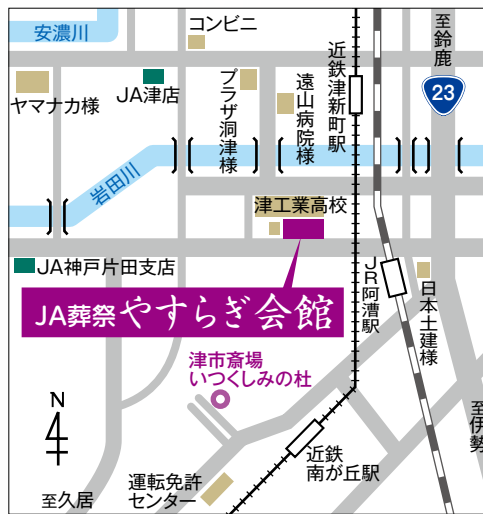 安濃川
コンビニ
近鉄津新町駅
至鈴鹿
23
ヤマナカ様
JA津店
プラザ洞津様
遠山病院様
岩田川
津工業高校
JA神戸片田支店
JR阿漕駅
日本土建様
JA葬祭やすらぎ会館
津市斎場
いつくしみの杜
N
至伊勢
近鉄
南が丘駅
運転免許
センター
至久居